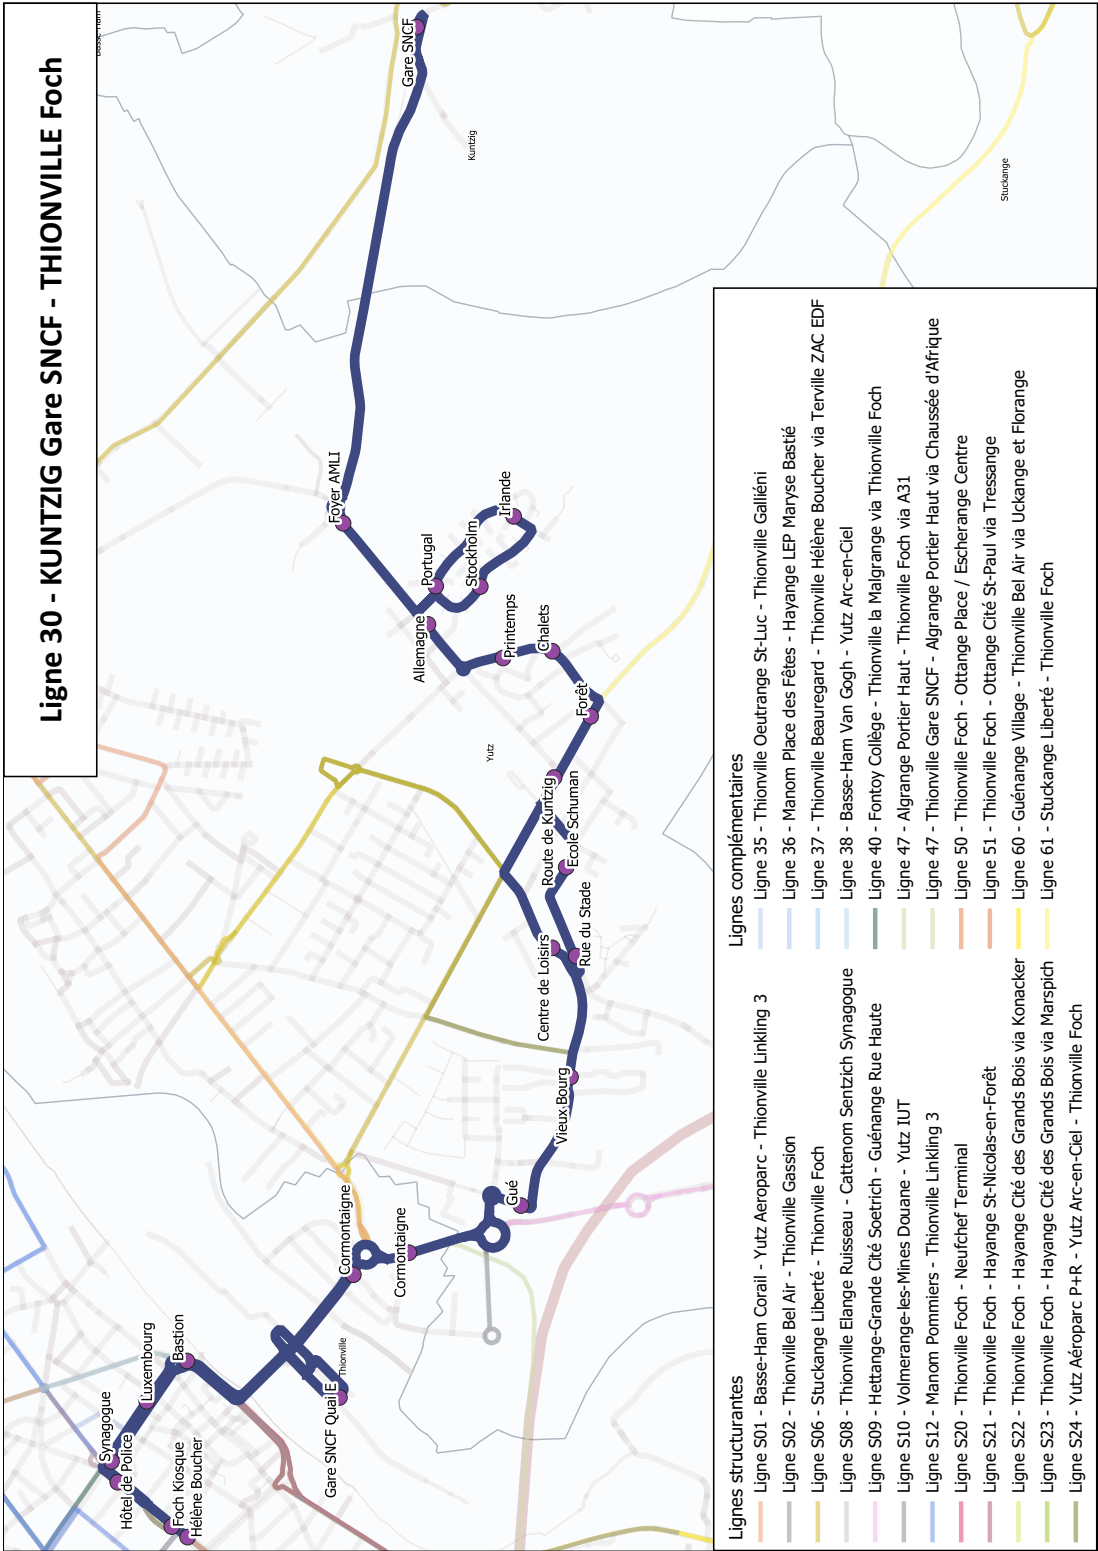 Ligne 30 - KUNTZIG Gare SNCF - THIONVILLE Foch
Gare SNCF
Kuntzig
Stuckange
Foyer AMLI
Irlande
Stockholm
Portugal
Allemagne
Printemps
Chalets
Forêt
Yutz
Route de Kuntzig
Ecole Schuman
Centre de Loisirs
Rue du Stade
Vieux Bourg
Gué
Cormontaigne
Cormontaigne
Thionville
Gare SNCF Quai E
Bastion
Luxembourg
Synagogue
Hôtel de Police
Foch Kiosque
Hélène Boucher
Lignes structurantes
Ligne S01 - Basse-Ham Corail - Yutz Aeroparc - Thionville Linkling 3
Ligne S02 - Thionville Bel Air - Thionville Gassion
Ligne S06 - Stuckange Liberté - Thionville Foch
Ligne S08 - Thionville Elange Ruisseau - Cattenom Sentzich Synagogue
Ligne S09 - Hettange-Grande Cité Soetrich - Guénange Rue Haute
Ligne S10 - Volmerange-les-Mines Douane - Yutz IUT
Ligne S12 - Manom Pommiers - Thionville Linkling 3
Ligne S20 - Thionville Foch - Neufchef Terminal
Ligne S21 - Thionville Foch - Hayange St-Nicolas-en-Forêt
Ligne S22 - Thionville Foch - Hayange Cité des Grands Bois via Konacker
Ligne S23 - Thionville Foch - Hayange Cité des Grands Bois via Marspich
Ligne S24 - Yutz Aéroparc P+R - Yutz Arc-en-Ciel - Thionville Foch
Lignes complémentaires
Ligne 35 - Thionville Oeutrange St-Luc - Thionville Galliéni
Ligne 36 - Manom Place des Fêtes - Hayange LEP Maryse Bastié
Ligne 37 - Thionville Beauregard - Thionville Hélène Boucher via Terville ZAC EDF
Ligne 38 - Basse-Ham Van Gogh - Yutz Arc-en-Ciel
Ligne 40 - Fontoy Collège - Thionville la Malgrange via Thionville Foch
Ligne 47 - Algrange Portier Haut - Thionville Foch via A31
Ligne 47 - Thionville Gare SNCF - Algrange Portier Haut via Chaussée d'Afrique
Ligne 50 - Thionville Foch - Ottange Place / Escherange Centre
Ligne 51 - Thionville Foch - Ottange Cité St-Paul via Tressange
Ligne 60 - Guénange Village - Thionville Bel Air via Uckange et Florange
Ligne 61 - Stuckange Liberté - Thionville Foch